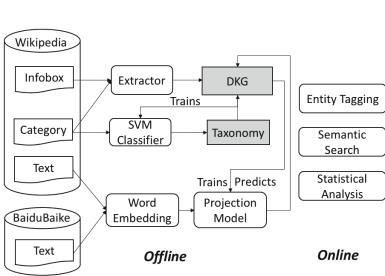 Wikipedia
Infobox
Extractor
DKG
Trains
Entity Tagging
Category
SVM
Classifier
Taxonomy
Semantic
Search
Text
Trains
Predicts
Statistical
Analysis
Word
Embedding
Projection
Model
BaiduBaike
Text
Offline
Online